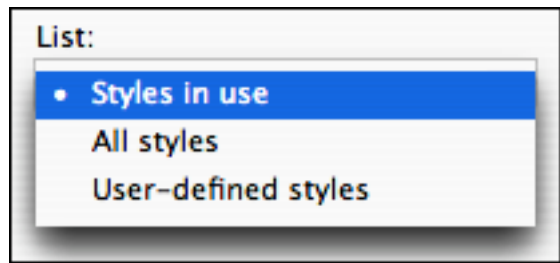 List:
• Styles in use
All styles
User-defined styles